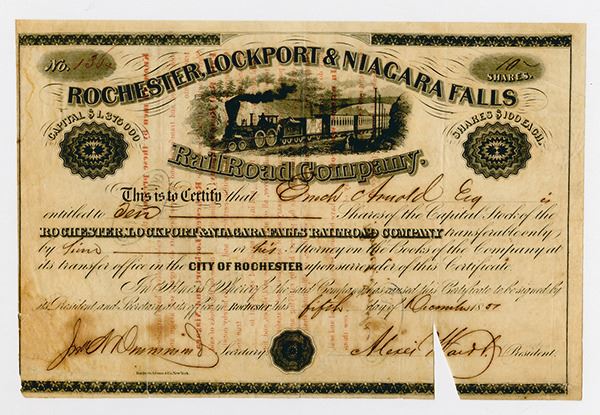 No. 131
10
SHARES.
ROCHESTER, LOCKPORT & NIAGARA FALLS
CAPITAL $1,375,000
SHARES $100 EACH.
RailRoad Company.
This is to Certify that Enoch Arnold Esq is
entitled to Ten Shares of the Capital Stock of the
ROCHESTER, LOCKPORT & NIAGARA FALLS RAILROAD COMPANY transferable only
by him or his Attorney on the Books of the Company at
its transfer office in the CITY OF ROCHESTER upon surrender of this Certificate.
In Witness Whereof the said Company has caused this Certificate to be signed by
its President and Secretary at its office in Rochester this fifth day of December 18
Secretary
President.